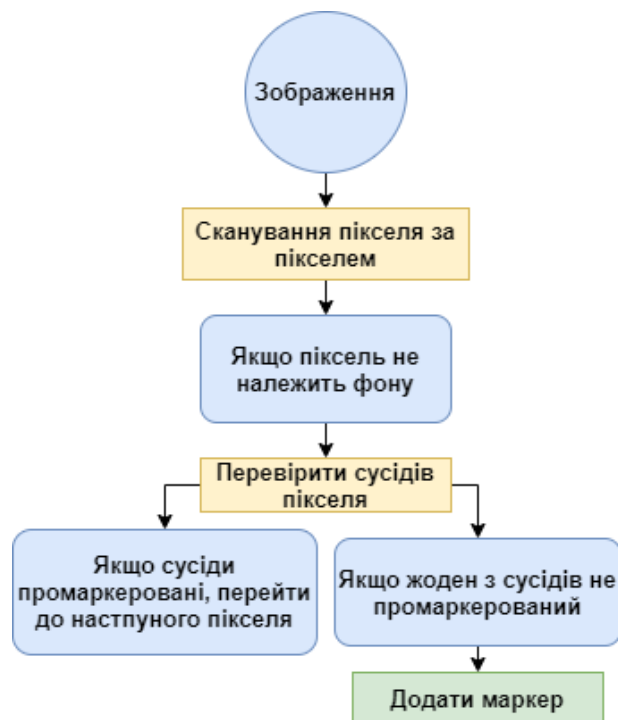 Зображення
Сканування пікселя за
пікселем
Якщо піксель не
належить фону
Перевірити сусідів
пікселя
Якщо сусіди
промаркеровані, перейти
до настпуного пікселя
Якщо жоден з сусідів не
промаркерований
Додати маркер